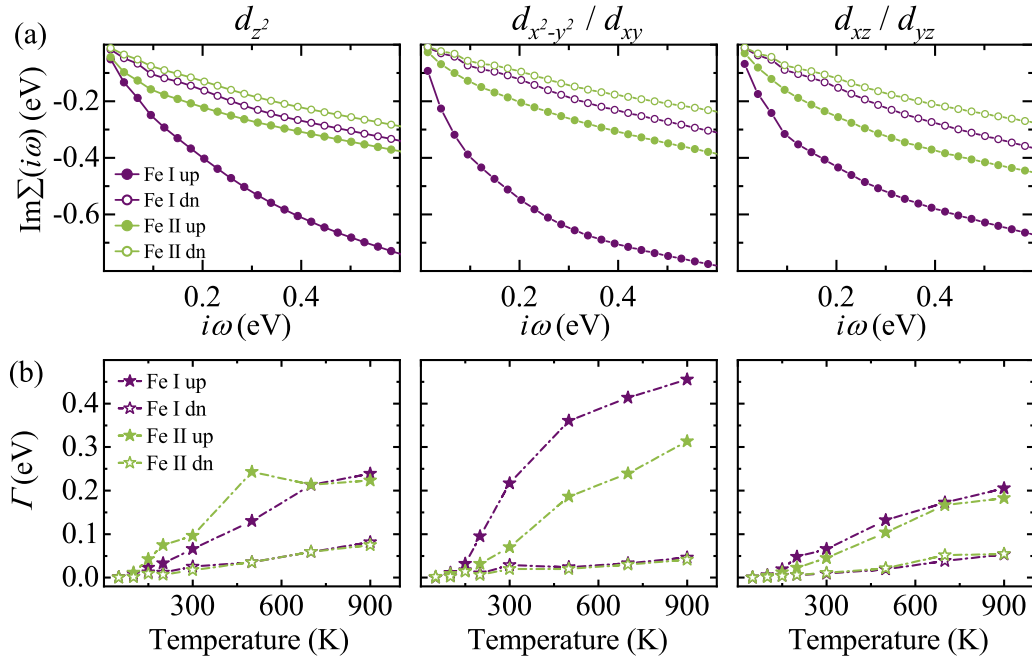 (a)
d_{z^2}
d_{x^2-y^2} / d_{xy}
d_{xz} / d_{yz}
ImΣ(iω) (eV)
-0.2
-0.4
-0.6
Fe I up
Fe I dn
Fe II up
Fe II dn
0.2 0.4
0.2 0.4
0.2 0.4
iω (eV)
iω (eV)
iω (eV)
(b)
Γ (eV)
0.4
0.3
0.2
0.1
0.0
Fe I up
Fe I dn
Fe II up
Fe II dn
300 600 900
300 600 900
300 600 900
Temperature (K)
Temperature (K)
Temperature (K)